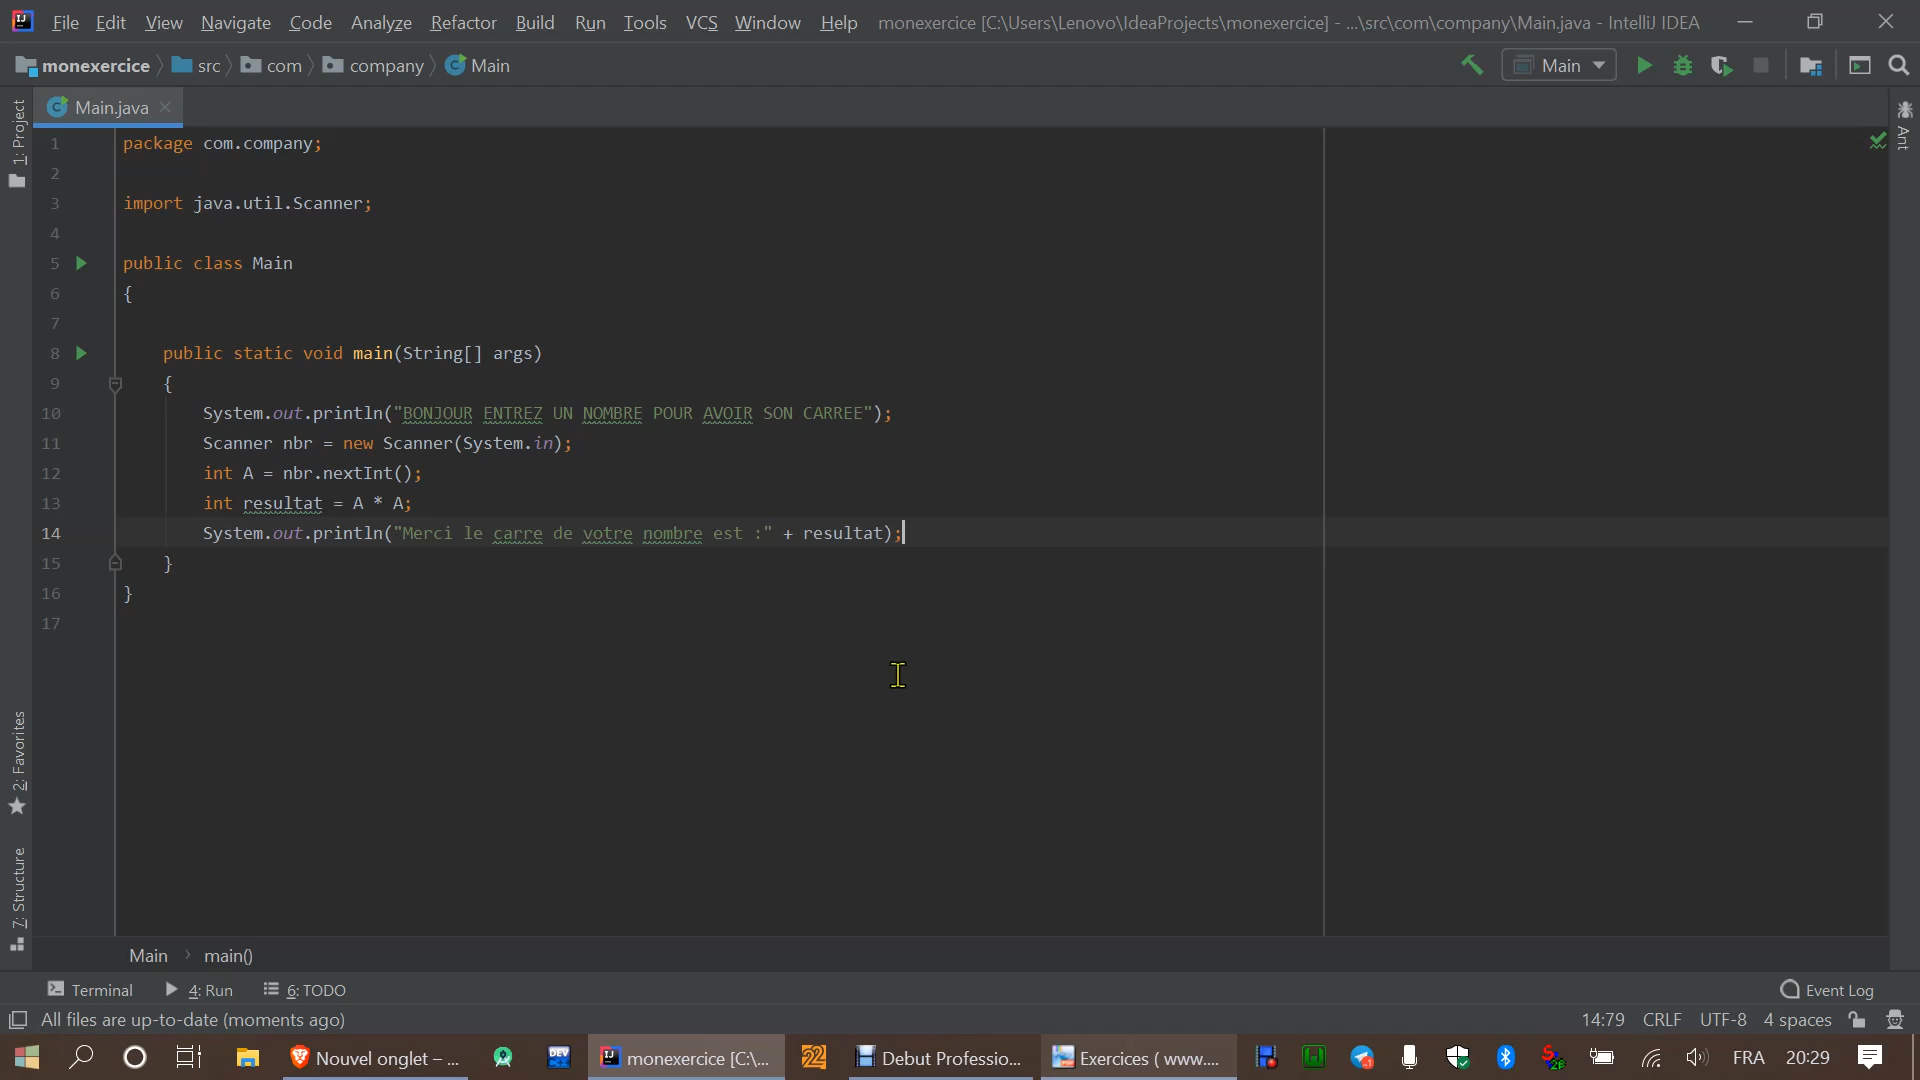 File Edit View Navigate Code Analyze Refactor Build Run Tools VCS Window Help monexercice [C:\Users\Lenovo\IdeaProjects\monexercice] - ...\src\com\company\Main.java - IntelliJ IDEA
monexercice src com company Main Main
Main.java
1: Project
Ant
1 package com.company;
2
3 import java.util.Scanner;
4
5 public class Main
6 {
7
8 public static void main(String[] args)
9 {
10 System.out.println("BONJOUR ENTREZ UN NOMBRE POUR AVOIR SON CARREE");
11 Scanner nbr = new Scanner(System.in);
12 int A = nbr.nextInt();
13 int resultat = A * A;
14 System.out.println("Merci le carre de votre nombre est :" + resultat);
15 }
16 }
17
2: Favorites
7: Structure
Main main()
Terminal 4: Run 6: TODO Event Log
All files are up-to-date (moments ago) 14:79 CRLF UTF-8 4 spaces
Nouvel onglet – ... DEV monexercice [C:\... 22 Debut Professio... Exercices ( www.... FRA 20:29